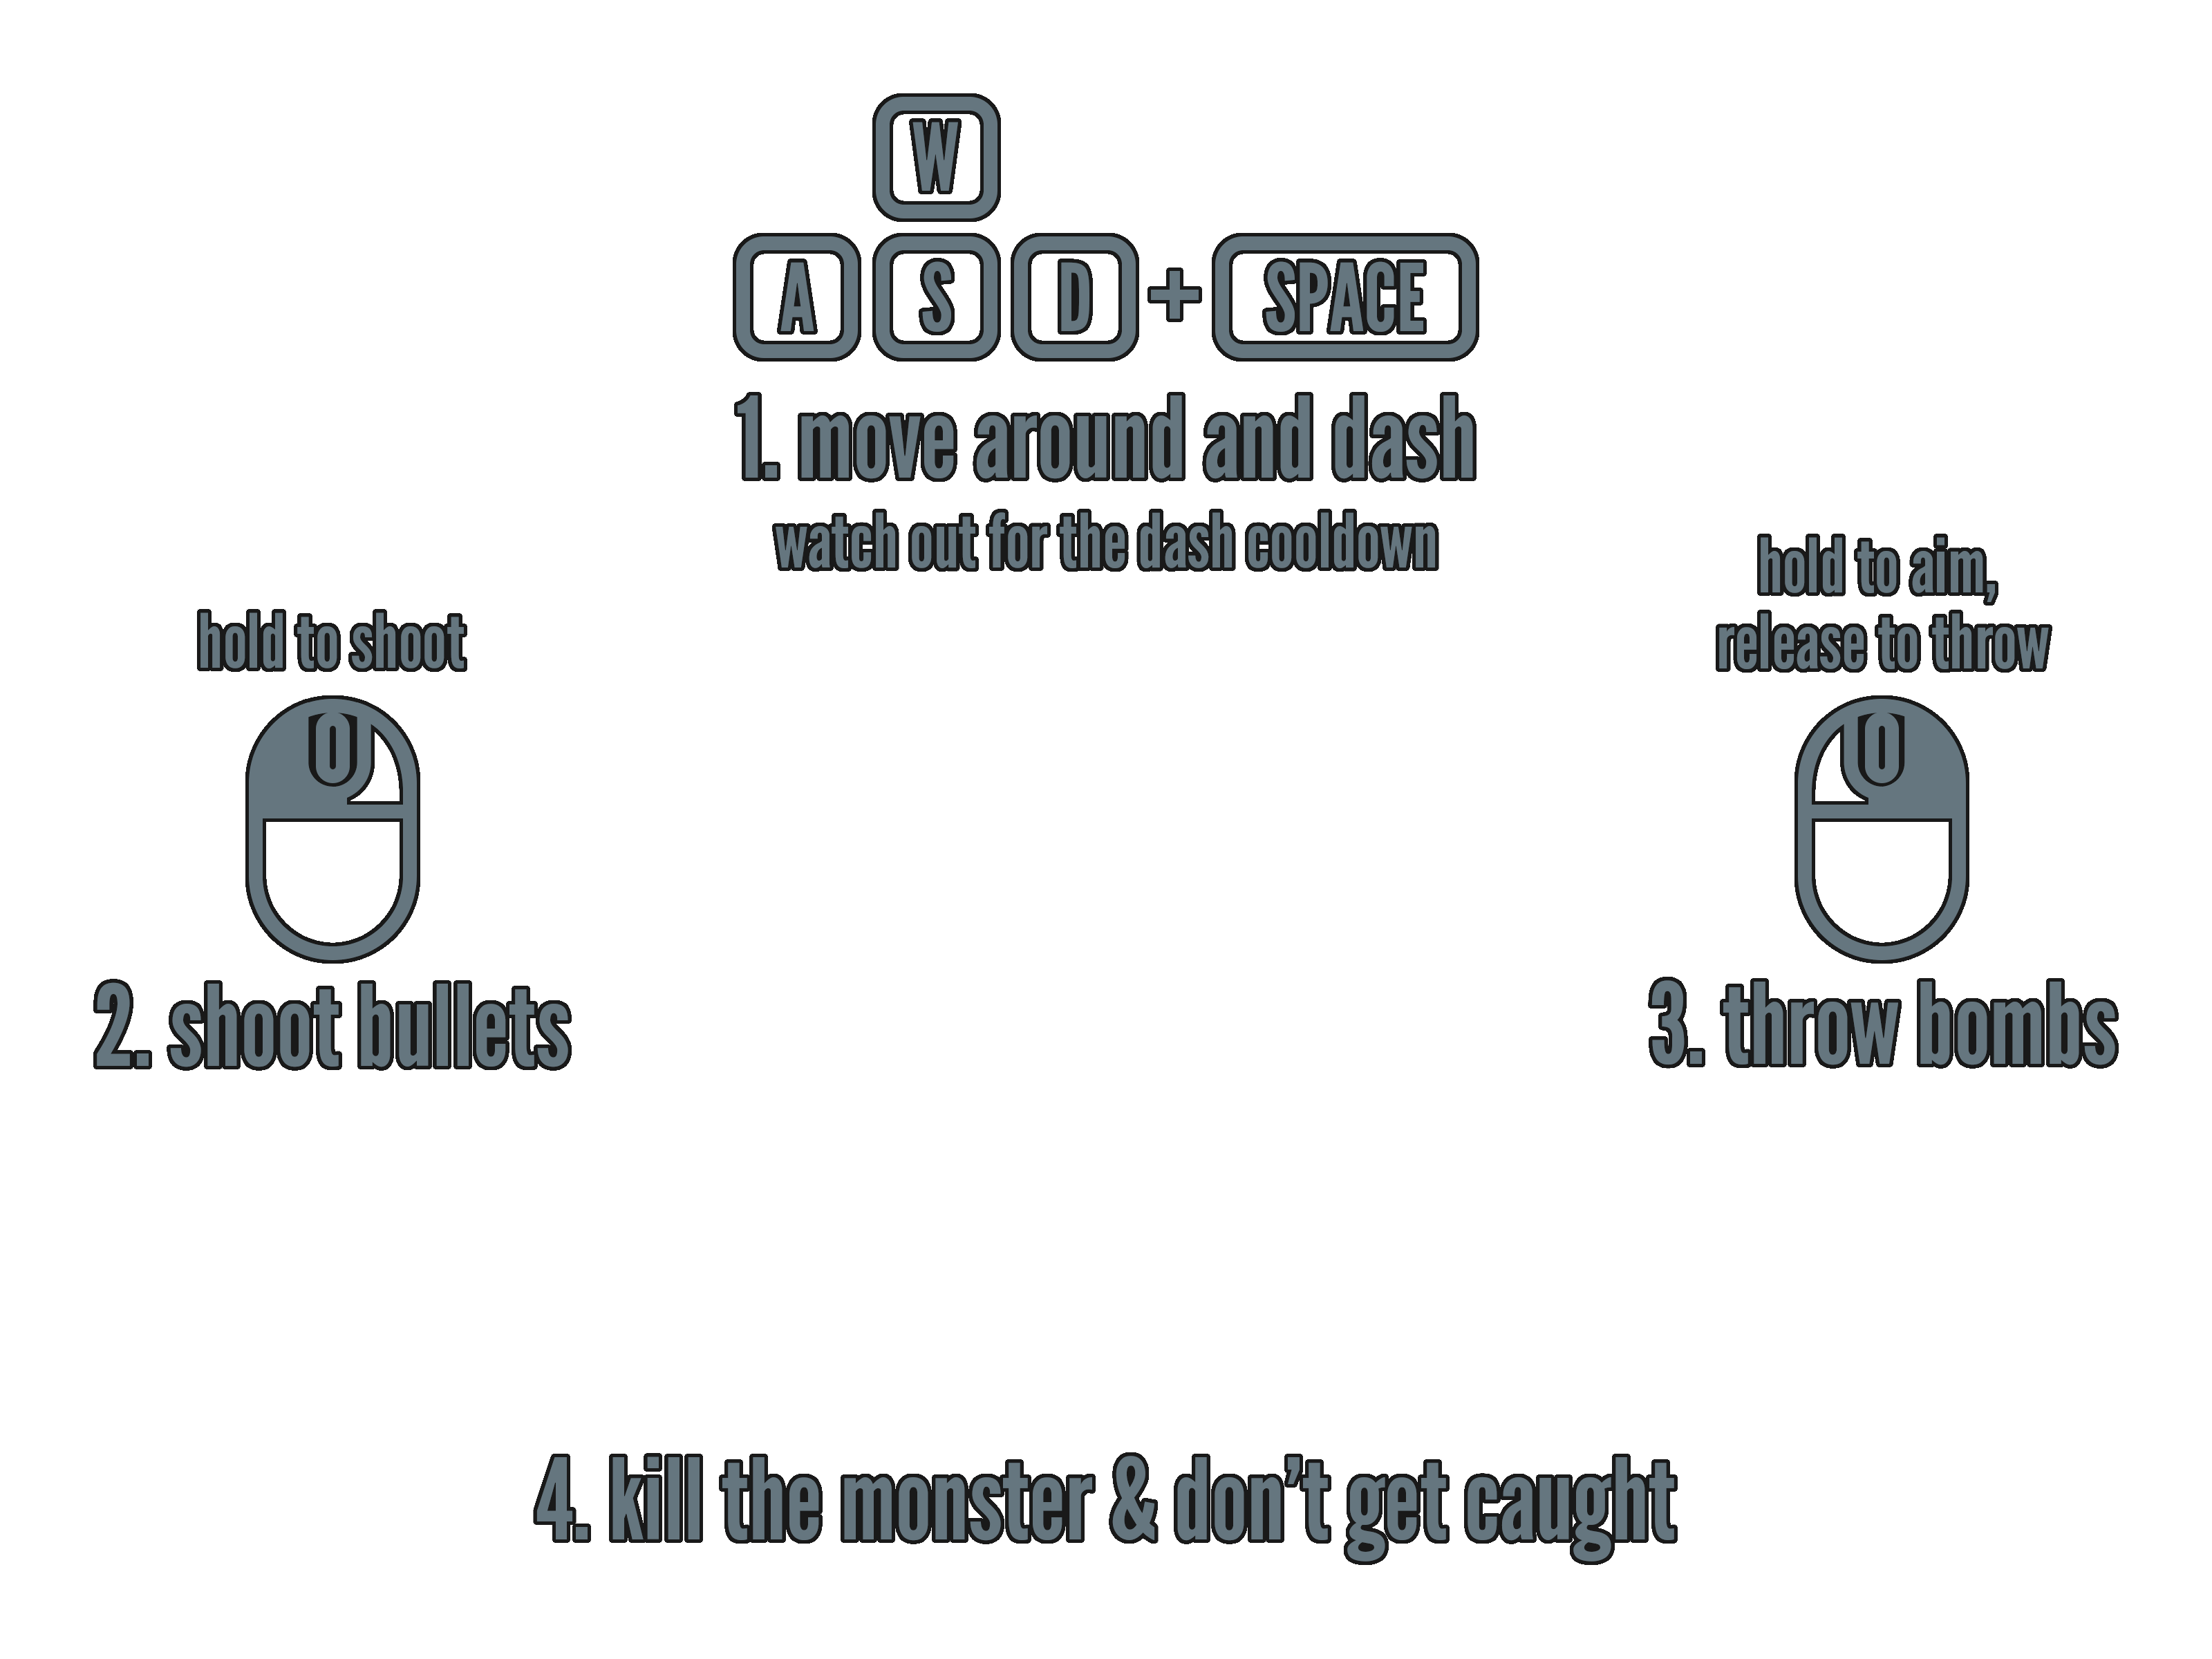 W
A S D + SPACE
1. move around and dash
watch out for the dash cooldown
hold to shoot
2. shoot bullets
hold to aim,
release to throw
3. throw bombs
4. kill the monster & don’t get caught